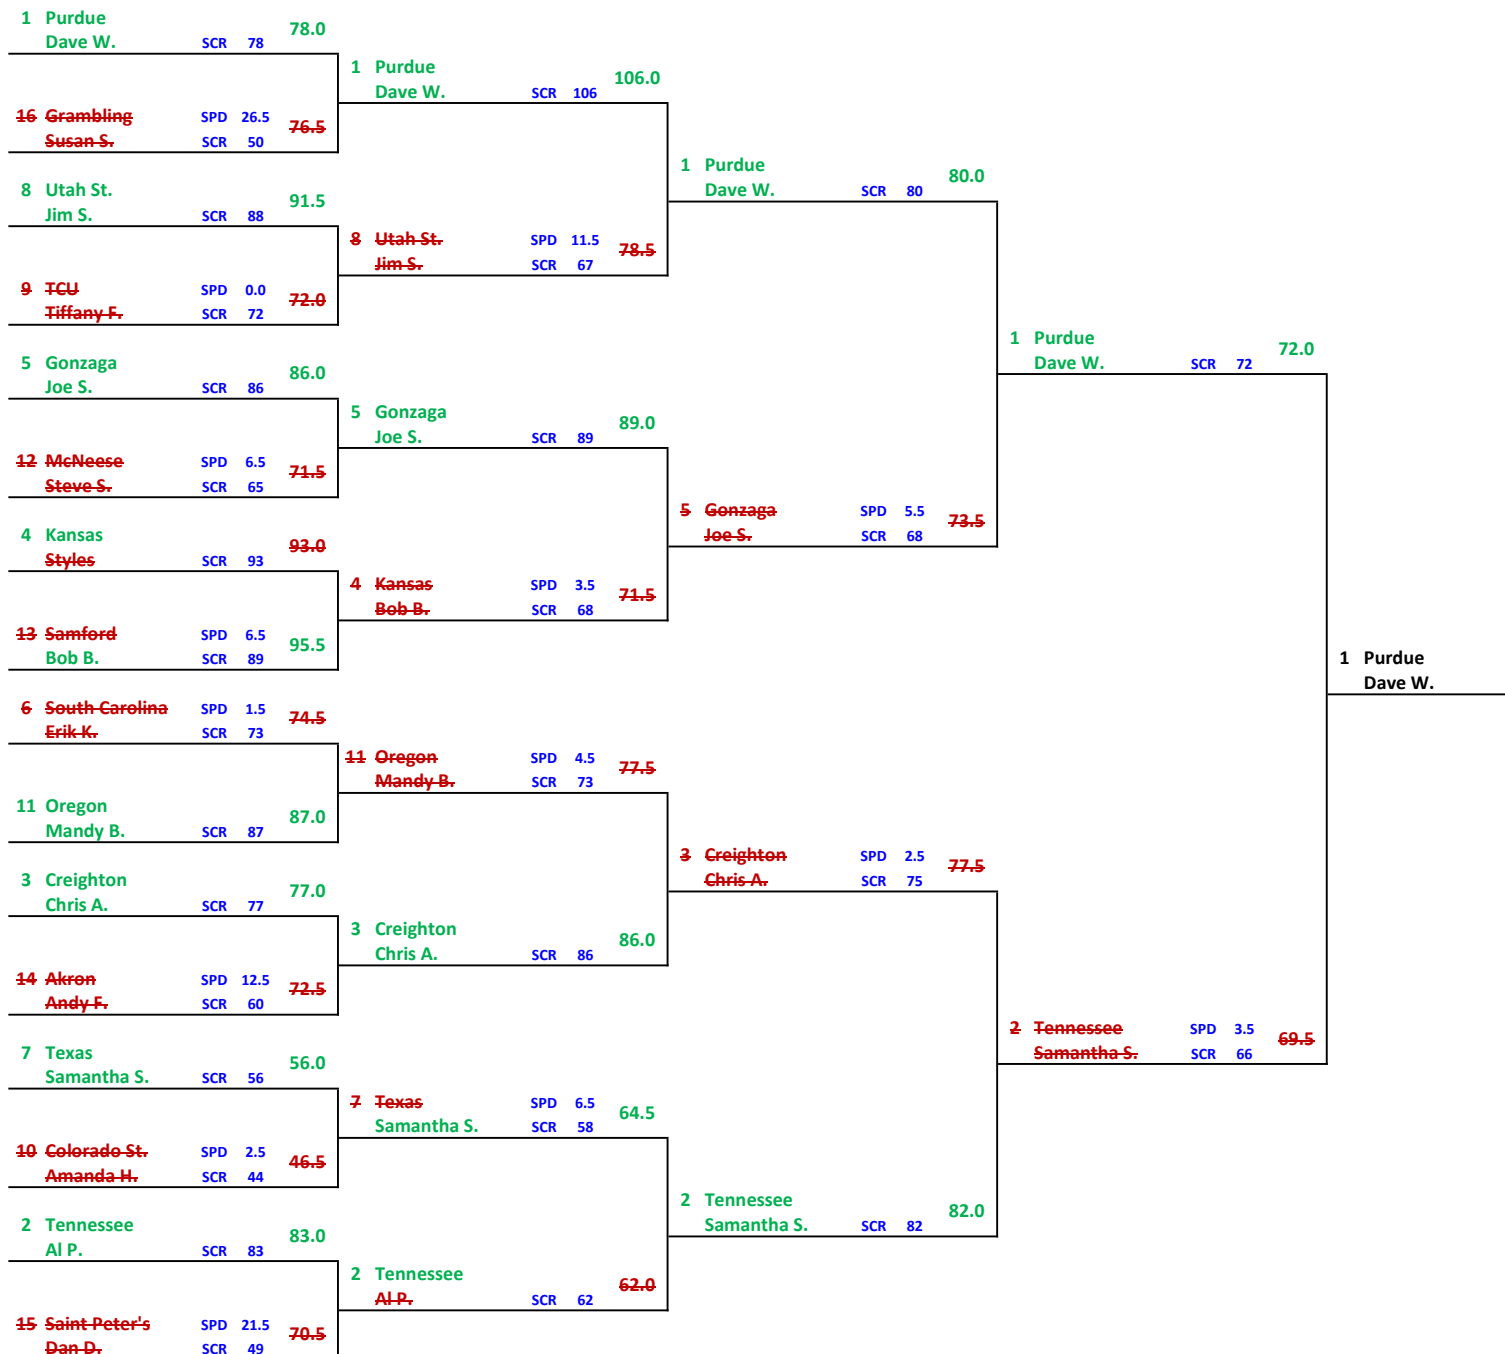 1 Purdue 78.0
Dave W. SCR 78
16 Grambling SPD 26.5 76.5
Susan S. SCR 50
8 Utah St. 91.5
Jim S. SCR 88
9 TCU SPD 0.0 72.0
Tiffany F. SCR 72
5 Gonzaga 86.0
Joe S. SCR 86
12 McNeese SPD 6.5 71.5
Steve S. SCR 65
4 Kansas 93.0
Styles SCR 93
13 Samford SPD 6.5 95.5
Bob B. SCR 89
6 South Carolina SPD 1.5 74.5
Erik K. SCR 73
11 Oregon 87.0
Mandy B. SCR 87
3 Creighton 77.0
Chris A. SCR 77
14 Akron SPD 12.5 72.5
Andy F. SCR 60
7 Texas 56.0
Samantha S. SCR 56
10 Colorado St. SPD 2.5 46.5
Amanda H. SCR 44
2 Tennessee 83.0
Al P. SCR 83
15 Saint Peter's SPD 21.5 70.5
Dan D. SCR 49
1 Purdue 106.0
Dave W. SCR 106
8 Utah St. SPD 11.5 78.5
Jim S. SCR 67
5 Gonzaga 89.0
Joe S. SCR 89
4 Kansas SPD 3.5 71.5
Bob B. SCR 68
11 Oregon SPD 4.5 77.5
Mandy B. SCR 73
3 Creighton 86.0
Chris A. SCR 86
7 Texas SPD 6.5 64.5
Samantha S. SCR 58
2 Tennessee 62.0
Al P. SCR 62
1 Purdue 80.0
Dave W. SCR 80
5 Gonzaga SPD 5.5 73.5
Joe S. SCR 68
3 Creighton SPD 2.5 77.5
Chris A. SCR 75
2 Tennessee 82.0
Samantha S. SCR 82
1 Purdue 72.0
Dave W. SCR 72
2 Tennessee SPD 3.5 69.5
Samantha S. SCR 66
1 Purdue
Dave W.